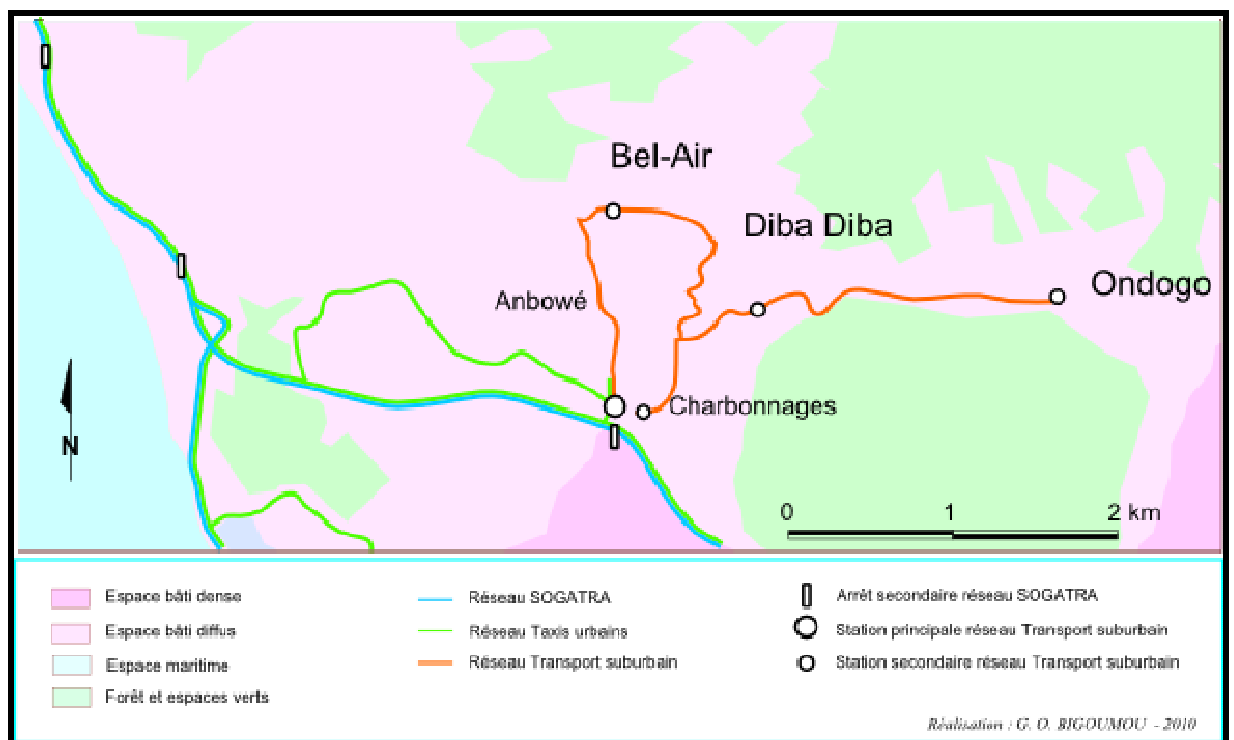 Bel-Air
Diba Diba
Ondogo
Anbowé
Charbonnages
N
0 1 2 km
Espace bâti dense
Espace bâti diffus
Espace maritime
Forêt et espaces verts
Réseau SOGATRA
Réseau Taxis urbains
Réseau Transport suburbain
Arrêt secondaire réseau SOGATRA
Station principale réseau Transport suburbain
Station secondaire réseau Transport suburbain
Réalisation : G. O. BIGOUMOU - 2010